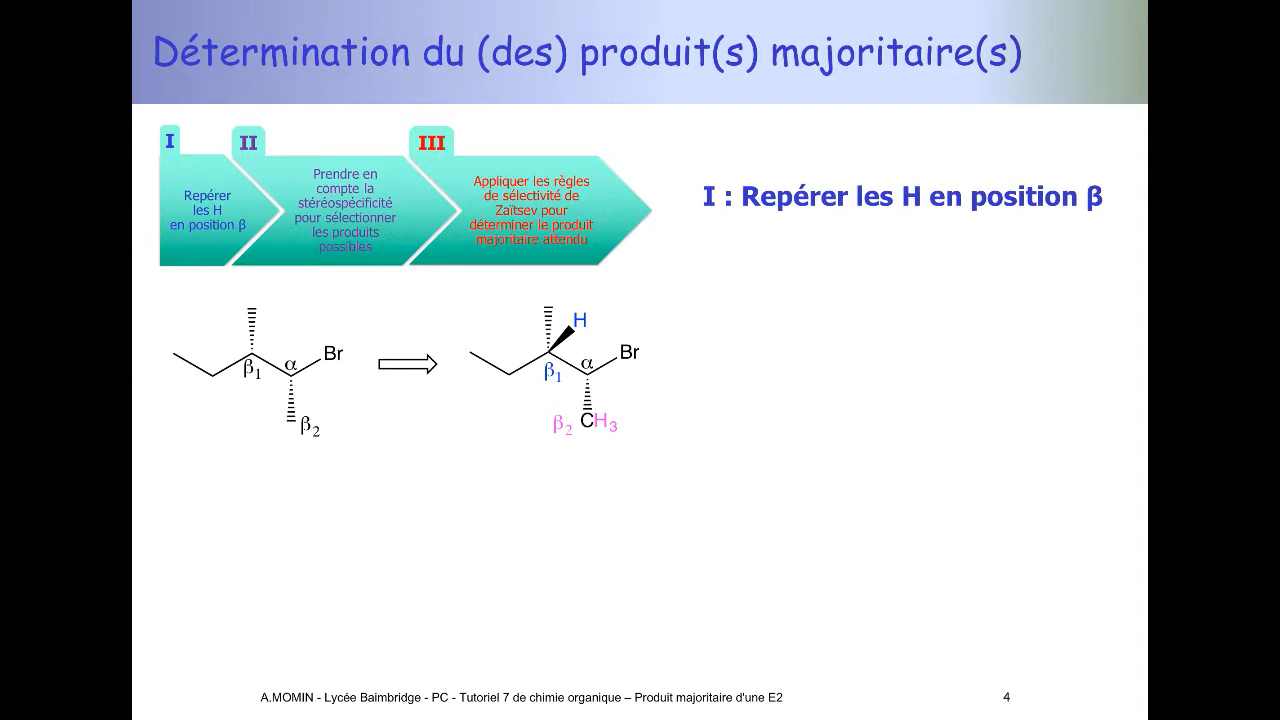 Détermination du (des) produit(s) majoritaire(s)
I
II
III
Repérer
les H
en position β
Prendre en
compte la
stéréospécificité
pour sélectionner
les produits
possibles
Appliquer les règles
de sélectivité de
Zaïtsev pour
déterminer le produit
majoritaire attendu
I : Repérer les H en position β
Br
α
β1
β2
H
Br
α
β1
β2 CH3
A.MOMIN - Lycée Baimbridge - PC - Tutoriel 7 de chimie organique – Produit majoritaire d'une E2
4